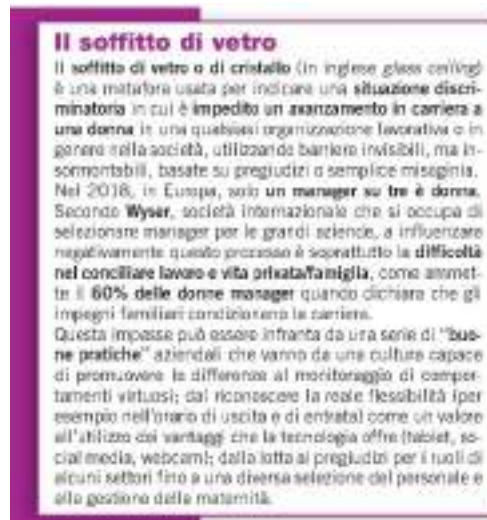 Il soffitto di vetro
Il soffitto di vetro o di cristallo (in inglese glass ceiling)
è una metafora usata per indicare una situazione discri-
minatoria in cui è impedito un avanzamento in carriera a
una donna in una qualsiasi organizzazione lavorativa o in
genere nella società, utilizzando barriere invisibili, ma in-
sormontabili, basate su pregiudizi o semplice misoginia.
Nel 2018, in Europa, solo un manager su tre è donna.
Secondo Wyser, società internazionale che si occupa di
selezionare manager per le grandi aziende, a influenzare
negativamente questo processo è soprattutto la difficoltà
nel conciliare lavoro e vita privata/famiglia, come ammet-
te il 60% delle donne manager quando dichiara che gli
impegni familiari condizionano la carriera.
Questa impasse può essere infranta da una serie di "buo-
ne pratiche" aziendali che vanno da una cultura capace
di promuovere le differenze al monitoraggio di compor-
tamenti virtuosi; dal riconoscere la reale flessibilità (per
esempio nell'orario di uscita e di entrata) come un valore
all'utilizzo dei vantaggi che la tecnologia offre (tablet, so-
cial media, webcam); dalla lotta ai pregiudizi per i ruoli di
alcuni settori fino a una diversa selezione del personale e
alla gestione della maternità.